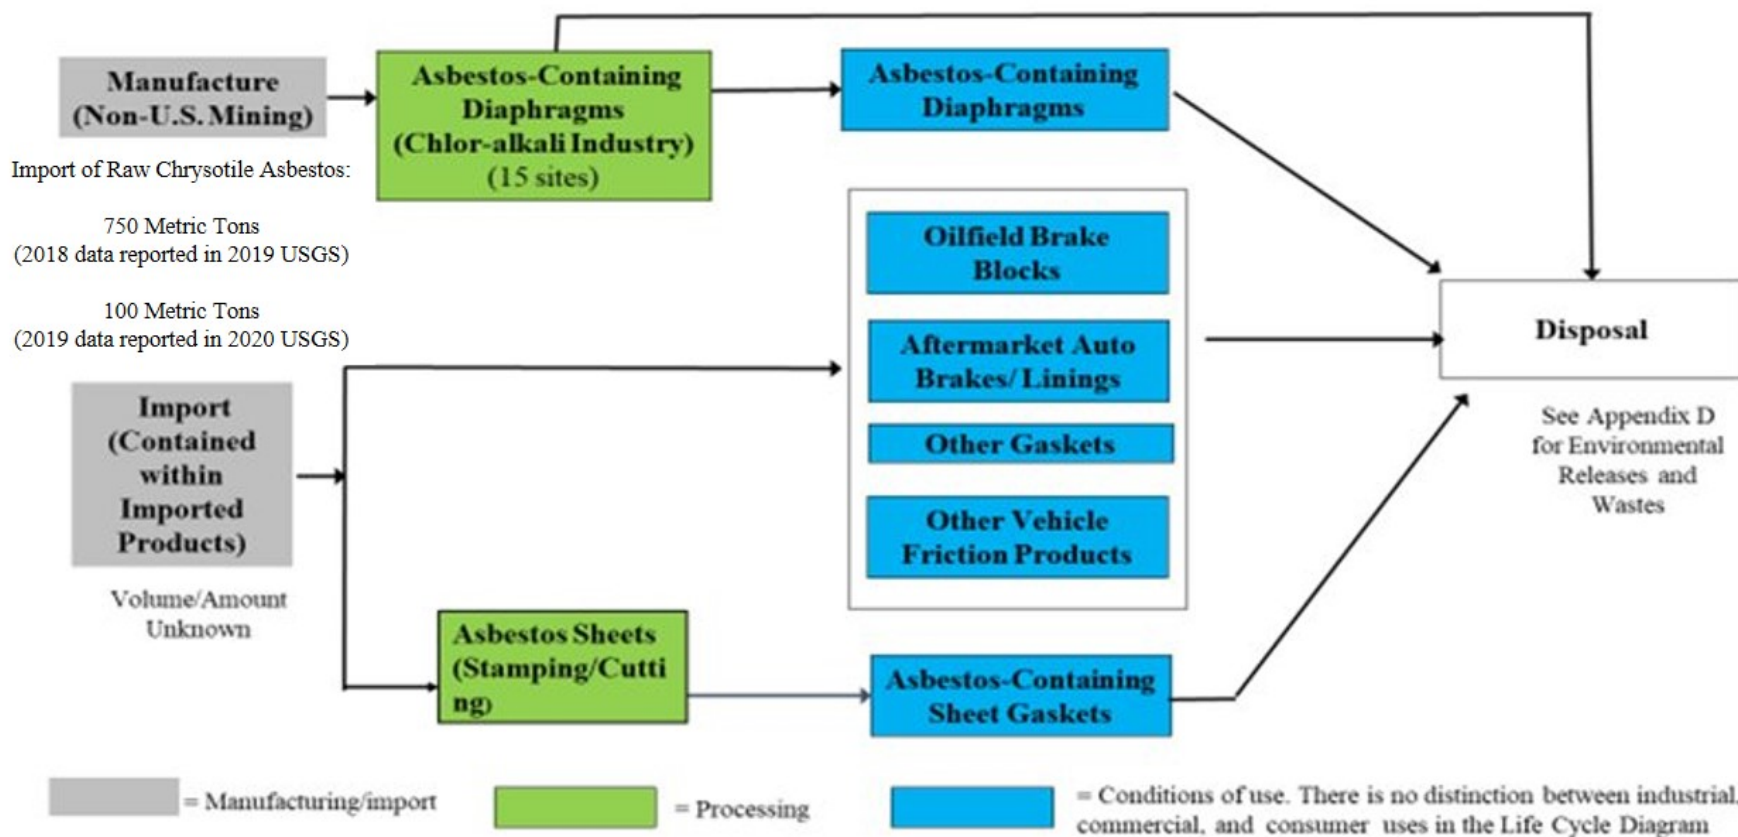 Manufacture
(Non-U.S. Mining)
Import of Raw Chrysotile Asbestos:
750 Metric Tons
(2018 data reported in 2019 USGS)
100 Metric Tons
(2019 data reported in 2020 USGS)
Asbestos-Containing
Diaphragms
(Chlor-alkali Industry)
(15 sites)
Asbestos-Containing
Diaphragms
Oilfield Brake
Blocks
Aftermarket Auto
Brakes/ Linings
Other Gaskets
Other Vehicle
Friction Products
Import
(Contained
within
Imported
Products)
Volume/Amount
Unknown
Asbestos Sheets
(Stamping/Cutti
ng)
Asbestos-Containing
Sheet Gaskets
Disposal
See Appendix D
for Environmental
Releases and
Wastes
= Manufacturing/import
= Processing
= Conditions of use. There is no distinction between industrial,
commercial, and consumer uses in the Life Cycle Diagram